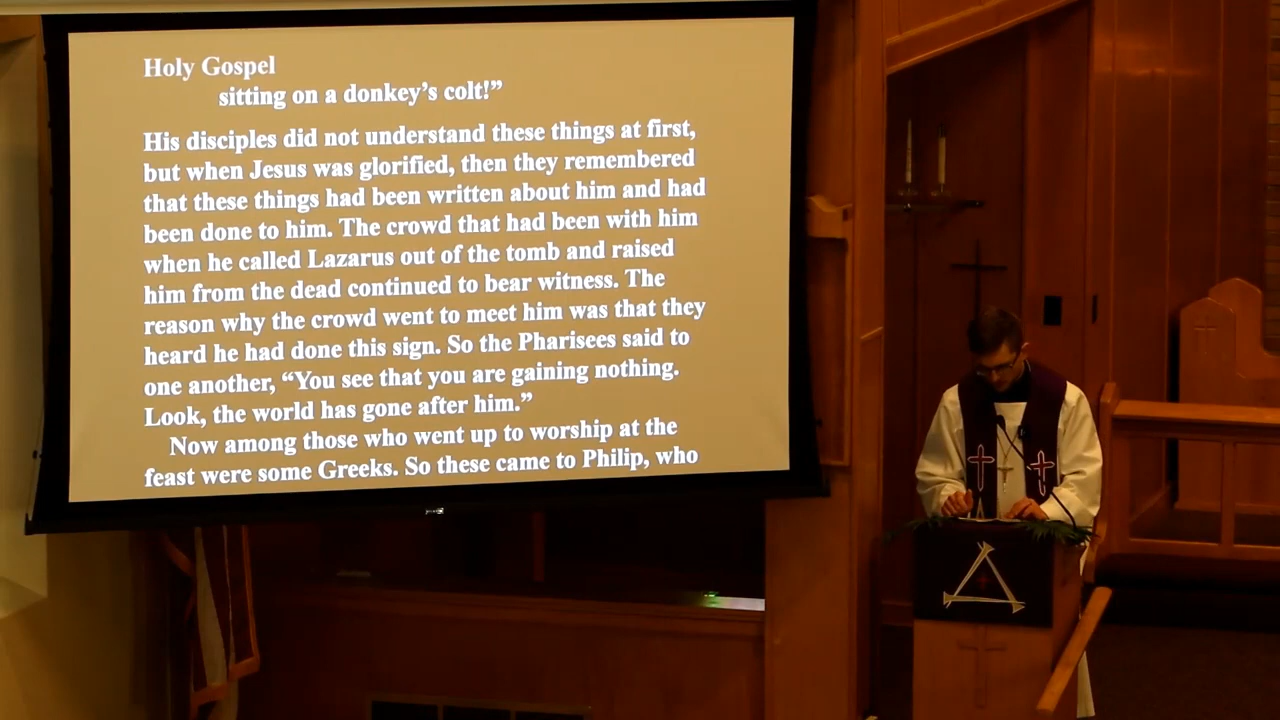 Holy Gospel
sitting on a donkey’s colt!”
His disciples did not understand these things at first,
but when Jesus was glorified, then they remembered
that these things had been written about him and had
been done to him. The crowd that had been with him
when he called Lazarus out of the tomb and raised
him from the dead continued to bear witness. The
reason why the crowd went to meet him was that they
heard he had done this sign. So the Pharisees said to
one another, “You see that you are gaining nothing.
Look, the world has gone after him.”
Now among those who went up to worship at the
feast were some Greeks. So these came to Philip, who